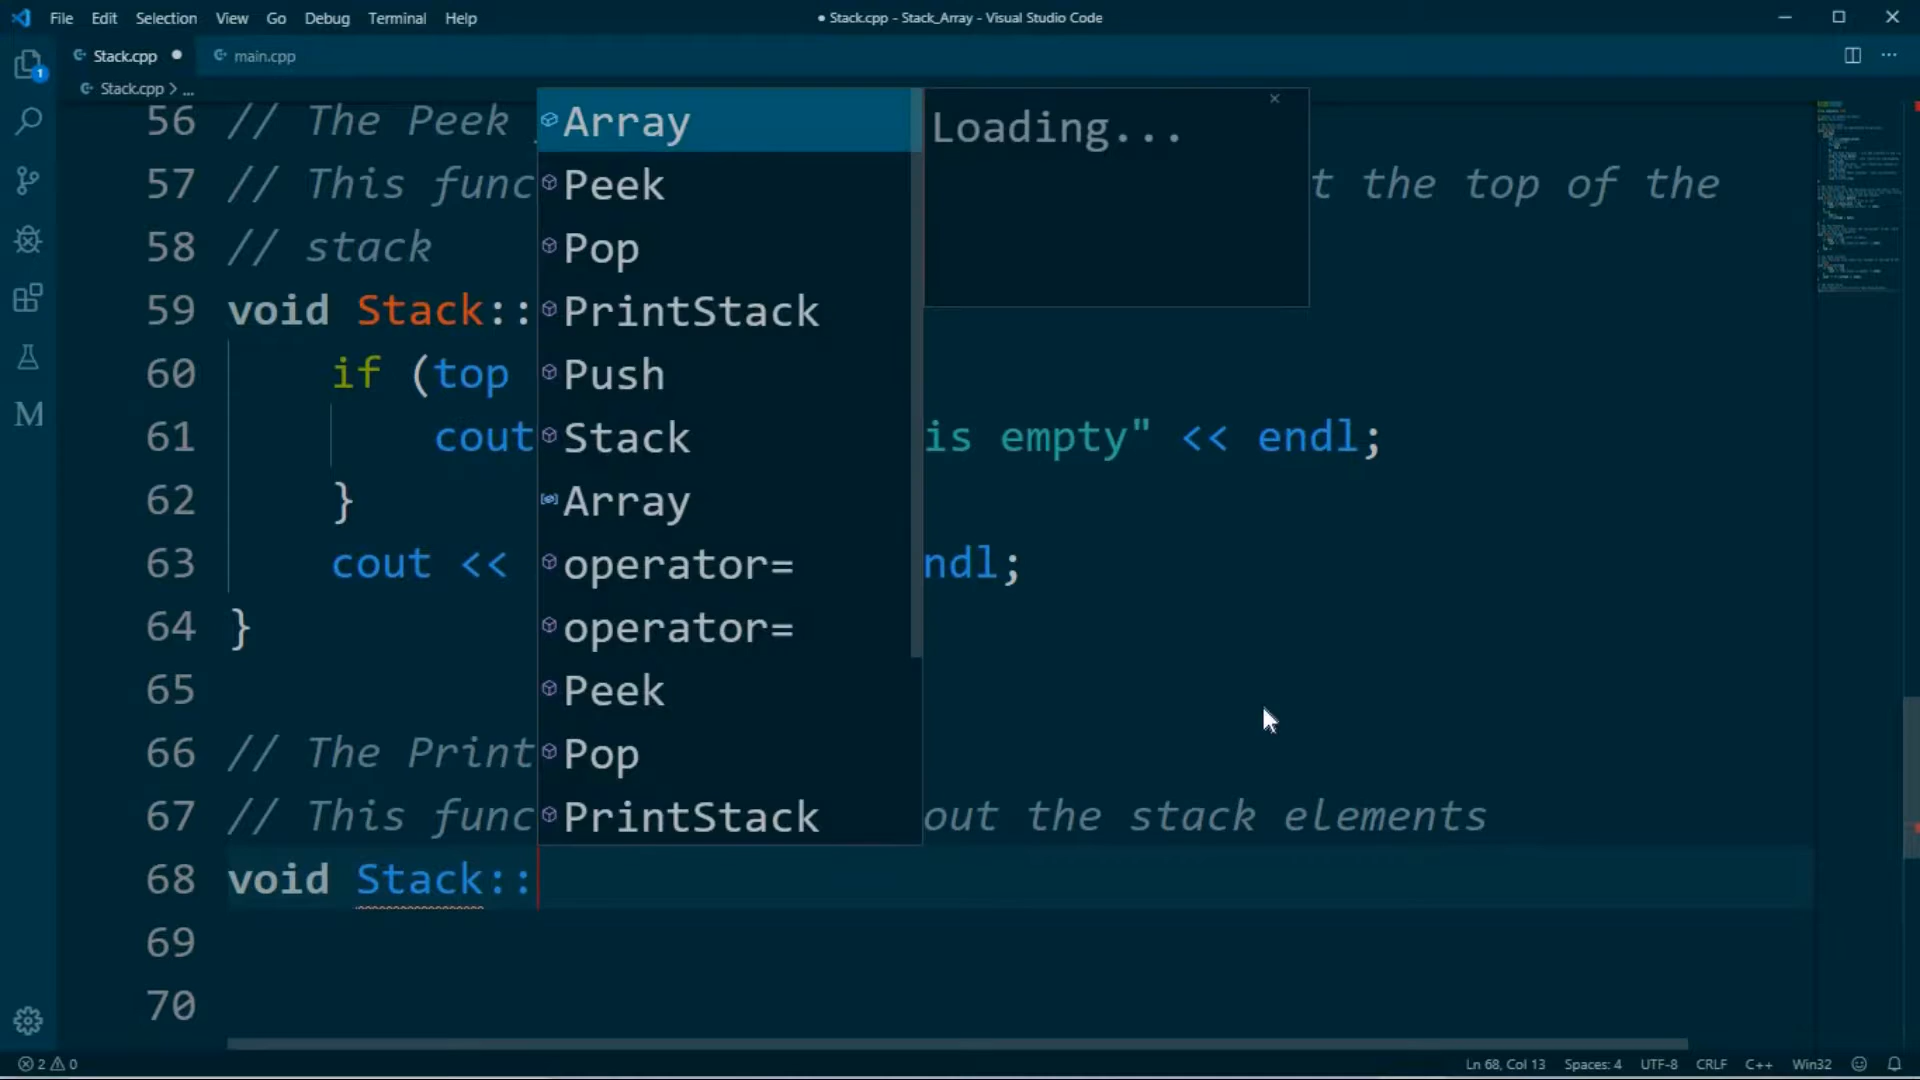 File Edit Selection View Go Debug Terminal Help
● Stack.cpp - Stack_Array - Visual Studio Code
Stack.cpp ●
main.cpp
Stack.cpp > ...
1
M
56 // The Peek
57 // This func t the top of the
58 // stack
59 void Stack::
60 if (top
61 cout is empty" << endl;
62 }
63 cout << ndl;
64 }
65
66 // The Print
67 // This func out the stack elements
68 void Stack::
69
70
Array
Peek
Pop
PrintStack
Push
Stack
Array
operator=
operator=
Peek
Pop
PrintStack
Loading...
2 0
Ln 68, Col 13 Spaces: 4 UTF-8 CRLF C++ Win32